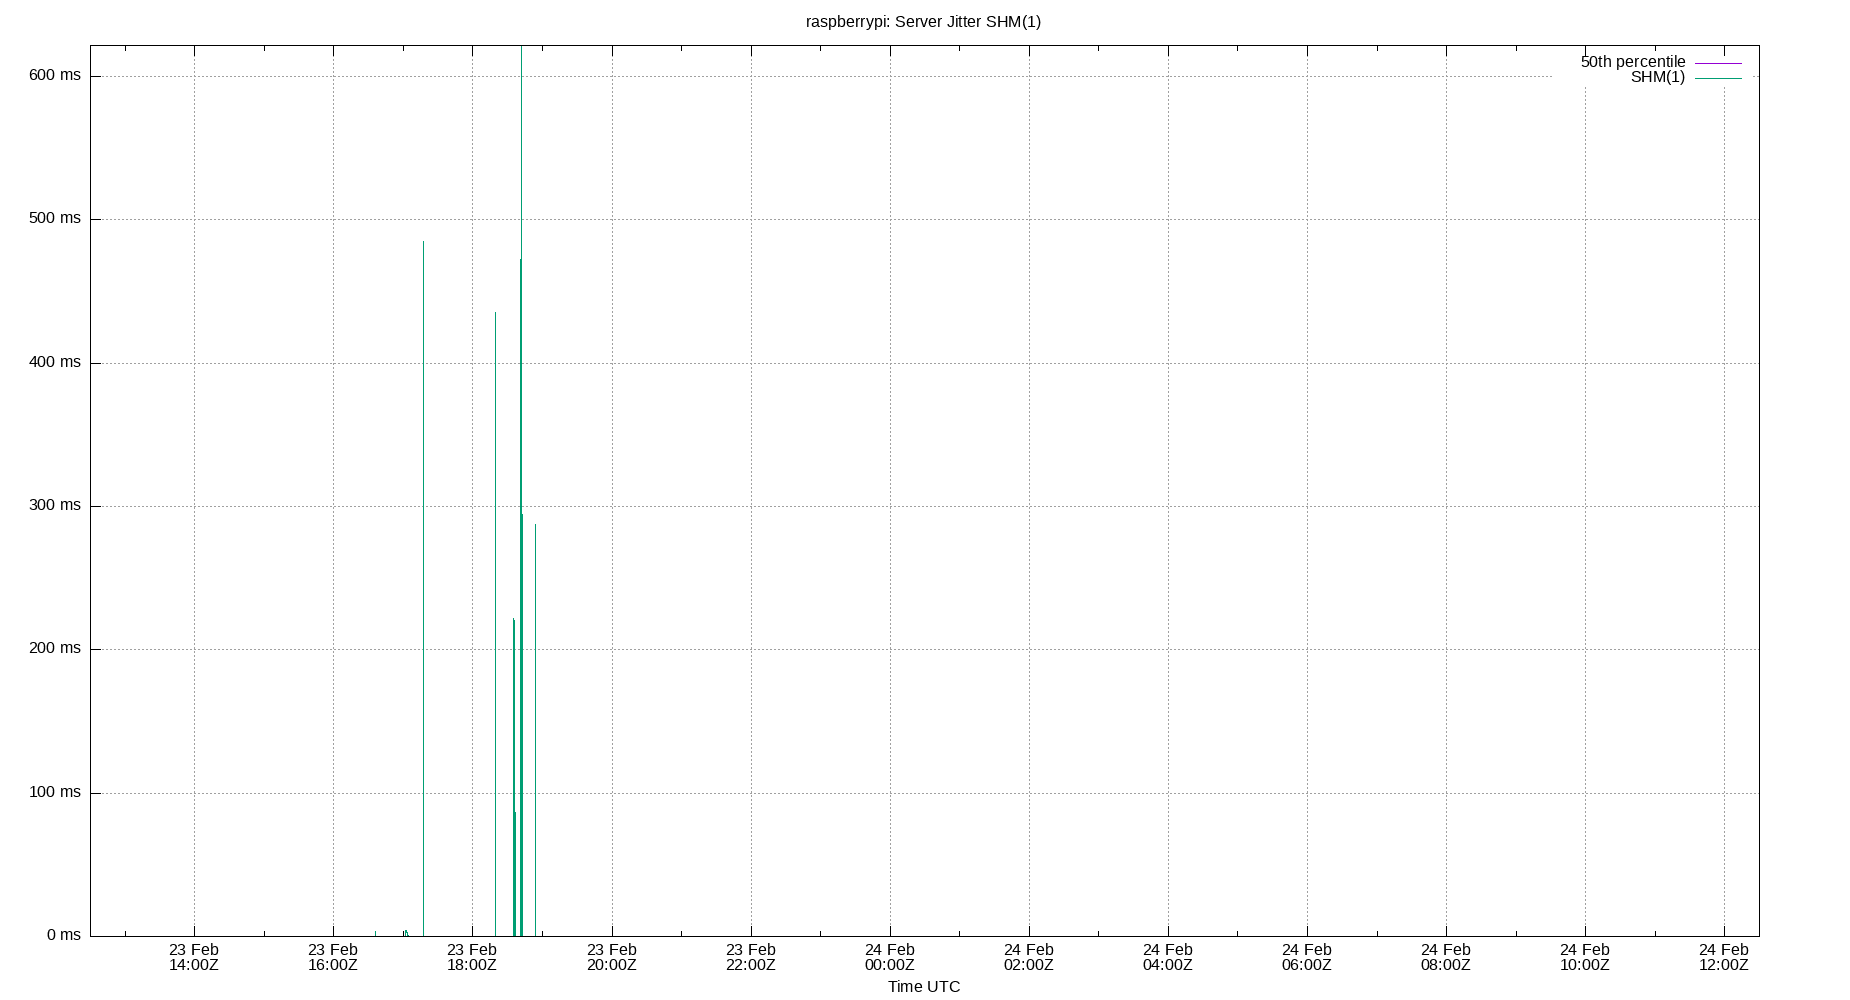 raspberrypi: Server Jitter SHM(1)
50th percentile
SHM(1)
600 ms
500 ms
400 ms
300 ms
200 ms
100 ms
0 ms
23 Feb 23 Feb 23 Feb 23 Feb 23 Feb 24 Feb 24 Feb 24 Feb 24 Feb 24 Feb 24 Feb 24 Feb
14:00Z 16:00Z 18:00Z 20:00Z 22:00Z 00:00Z 02:00Z 04:00Z 06:00Z 08:00Z 10:00Z 12:00Z
Time UTC